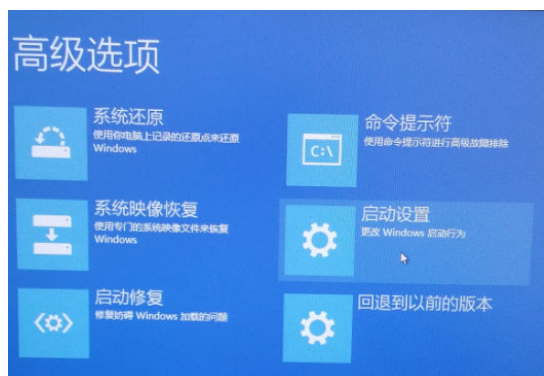 高级选项
系统还原
使用你电脑上记录的还原点来还原
Windows
系统映像恢复
使用专门的系统映像文件来恢复
Windows
启动修复
修复妨碍 Windows 加载的问题
命令提示符
使用命令提示符进行高级故障排除
C:\
启动设置
更改 Windows 启动行为
回退到以前的版本